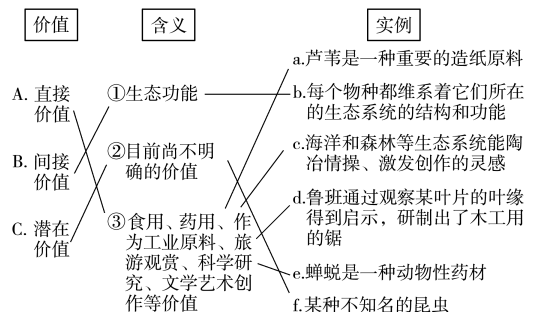 价值 含义 实例
A. 直接价值
B. 间接价值
C. 潜在价值
①生态功能
②目前尚不明
确的价值
③食用、药用、作
为工业原料、旅
游观赏、科学研
究、文学艺术创
作等价值
a.芦苇是一种重要的造纸原料
b.每个物种都维系着它们所在
的生态系统的结构和功能
c.海洋和森林等生态系统能陶
冶情操、激发创作的灵感
d.鲁班通过观察某叶片的叶缘
得到启示，研制出了木工用
的锯
e.蝉蜕是一种动物性药材
f.某种不知名的昆虫